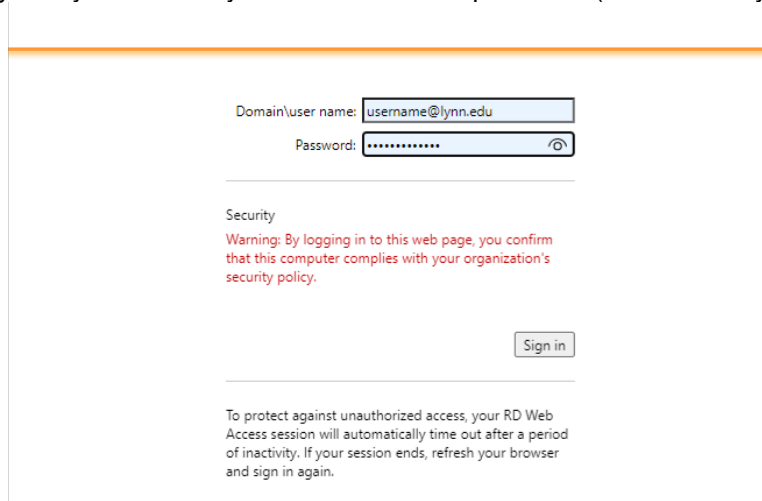 Domain\user name: username@lynn.edu
Password: •••••••••••••
Security
Warning: By logging in to this web page, you confirm
that this computer complies with your organization's
security policy.
Sign in
To protect against unauthorized access, your RD Web
Access session will automatically time out after a period
of inactivity. If your session ends, refresh your browser
and sign in again.